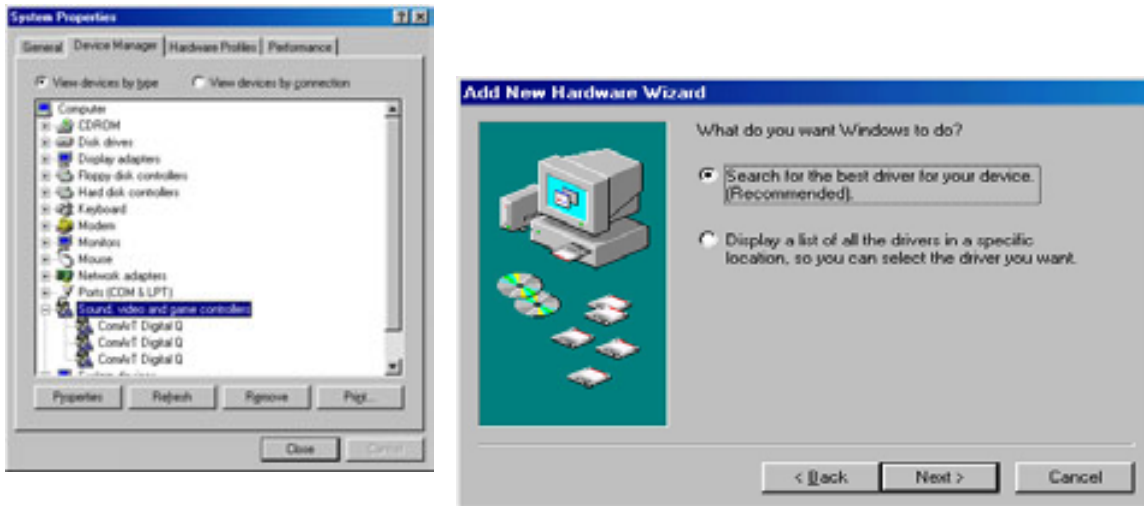 System Properties
General Device Manager Hardware Profiles Performance
View devices by type View devices by connection
Computer
CDROM
Disk drives
Display adapters
Floppy disk controllers
Hard disk controllers
Keyboard
Modem
Monitors
Mouse
Network adapters
Ports (COM & LPT)
Sound, video and game controllers
ComArT Digital Q
ComArT Digital Q
ComArT Digital Q
System devices
Properties Refresh Remove Print...
Close Cancel
Add New Hardware Wizard
What do you want Windows to do?
Search for the best driver for your device.
(Recommended).
Display a list of all the drivers in a specific
location, so you can select the driver you want.
< Back Next > Cancel